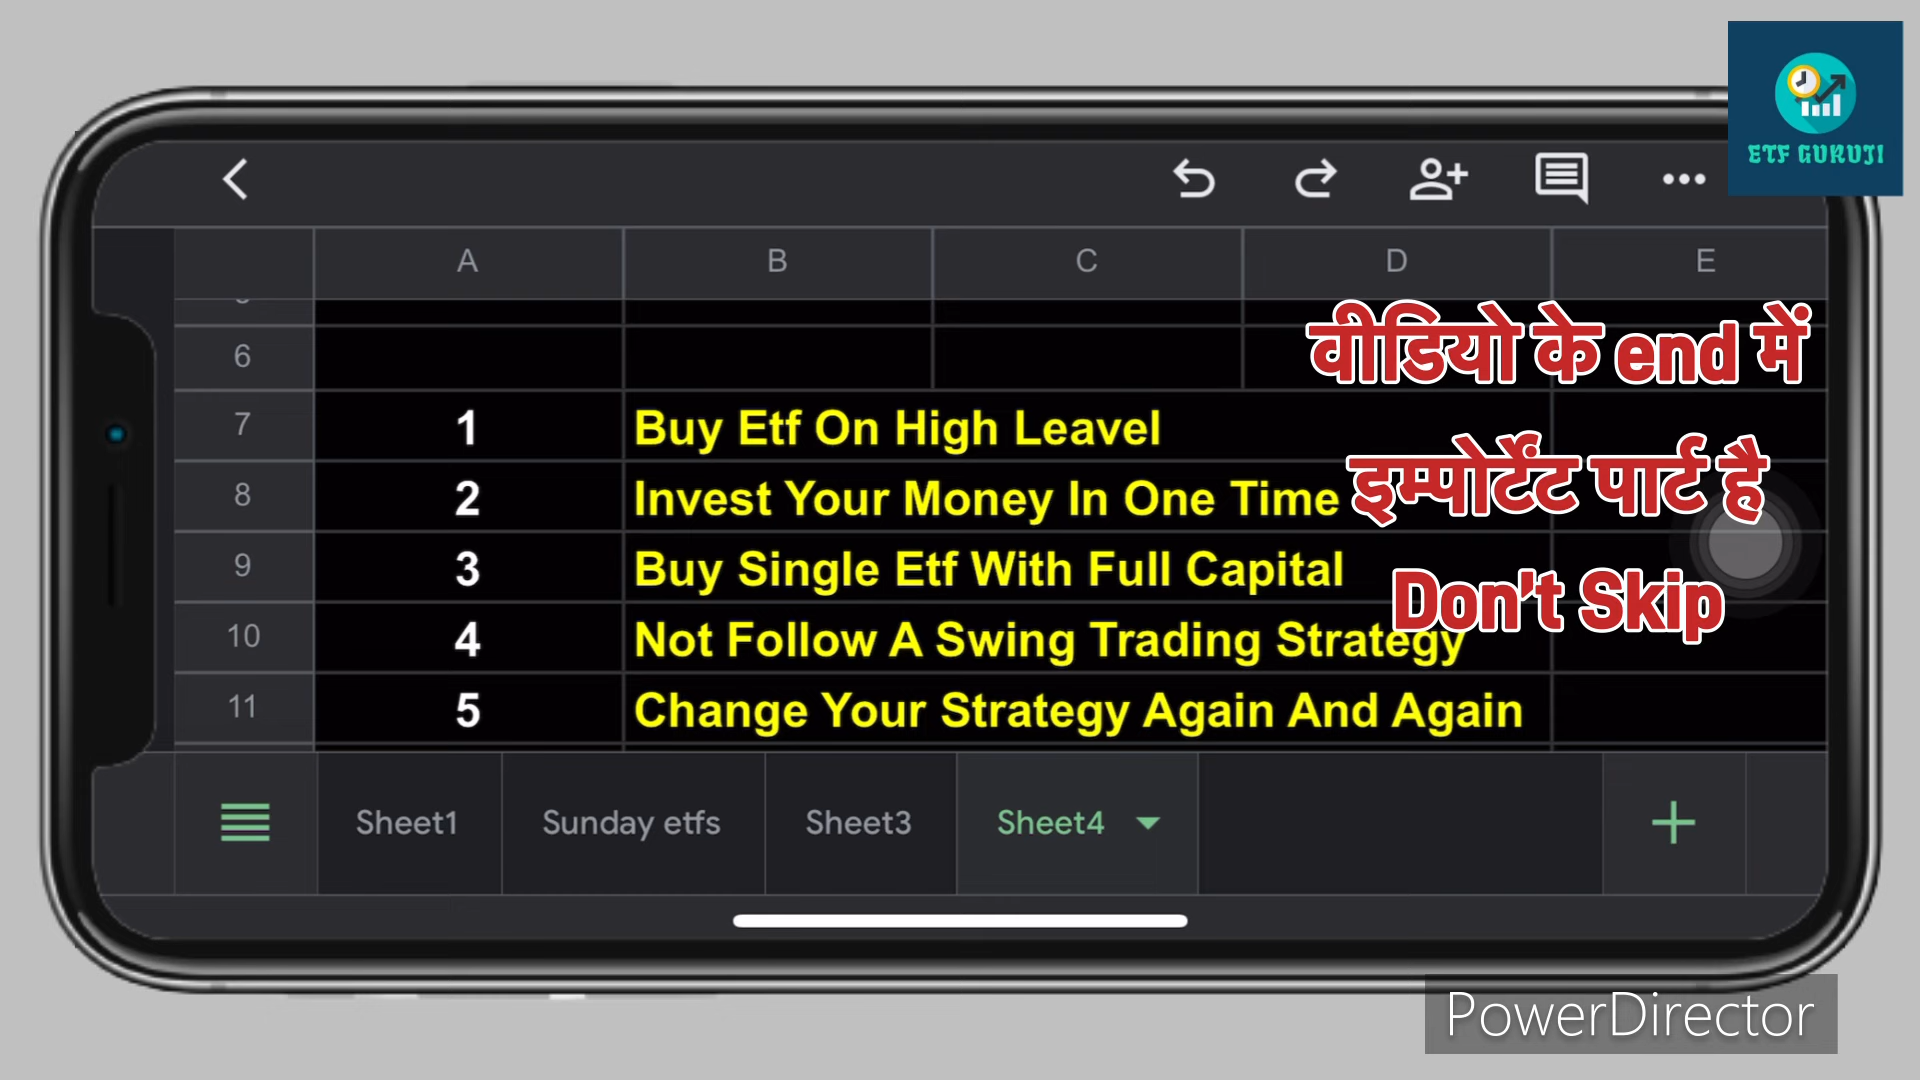 ETF GURUJI
A B C D E
6
7 1 Buy Etf On High Leavel
8 2 Invest Your Money In One Time
9 3 Buy Single Etf With Full Capital
10 4 Not Follow A Swing Trading Strategy
11 5 Change Your Strategy Again And Again
वीडियो के end में
इम्पोर्टेंट पार्ट है
Don't Skip
Sheet1 Sunday etfs Sheet3 Sheet4
PowerDirector